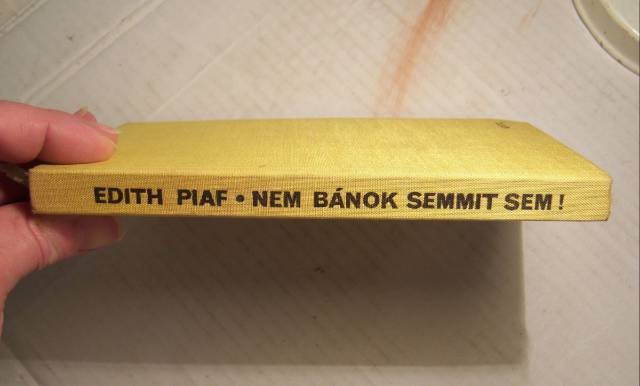 EDITH PIAF • NEM BÁNOK SEMMIT SEM!